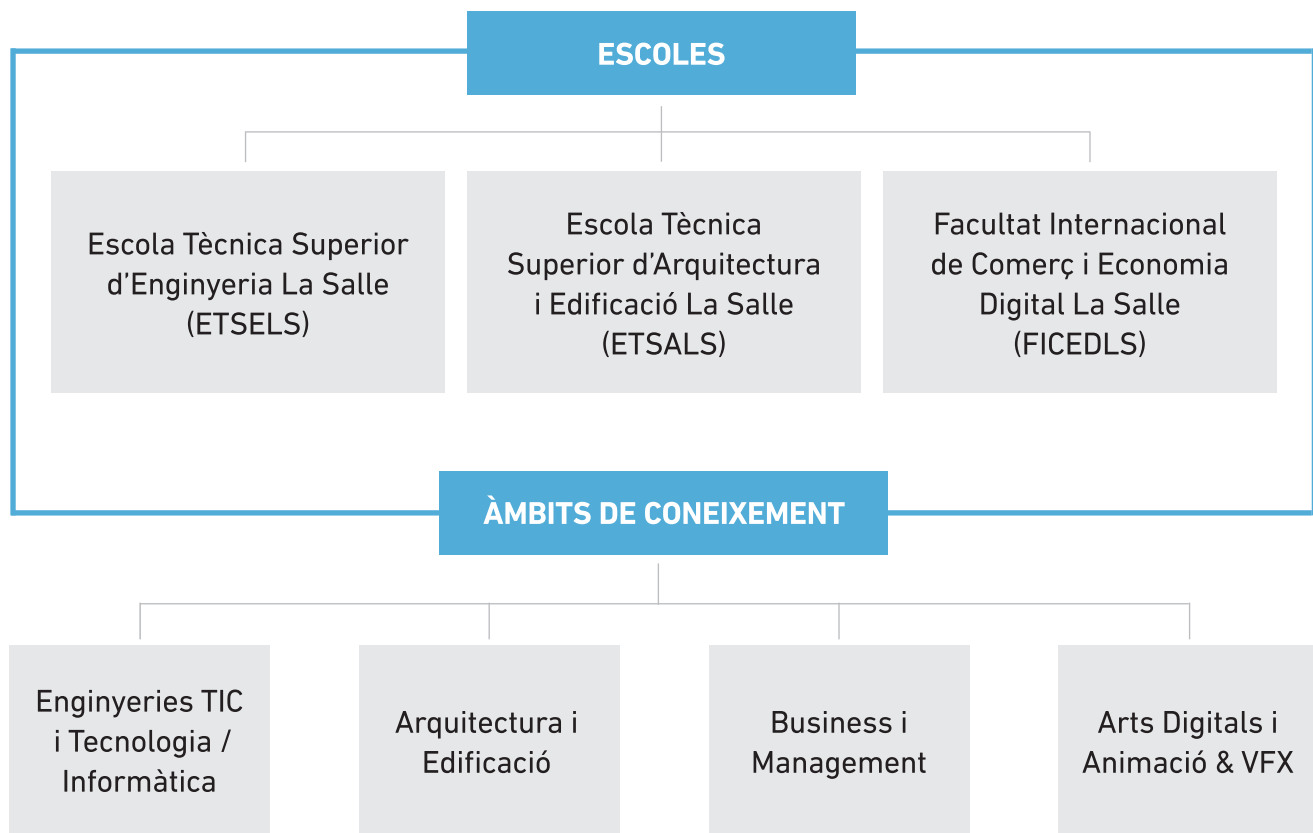 ESCOLES
Escola Tècnica Superior
d'Enginyeria La Salle
(ETSELS)
Escola Tècnica
Superior d'Arquitectura
i Edificació La Salle
(ETSALS)
Facultat Internacional
de Comerç i Economia
Digital La Salle
(FICEDLS)
ÀMBITS DE CONEIXEMENT
Enginyeries TIC
i Tecnologia /
Informàtica
Arquitectura i
Edificació
Business i
Management
Arts Digitals i
Animació & VFX